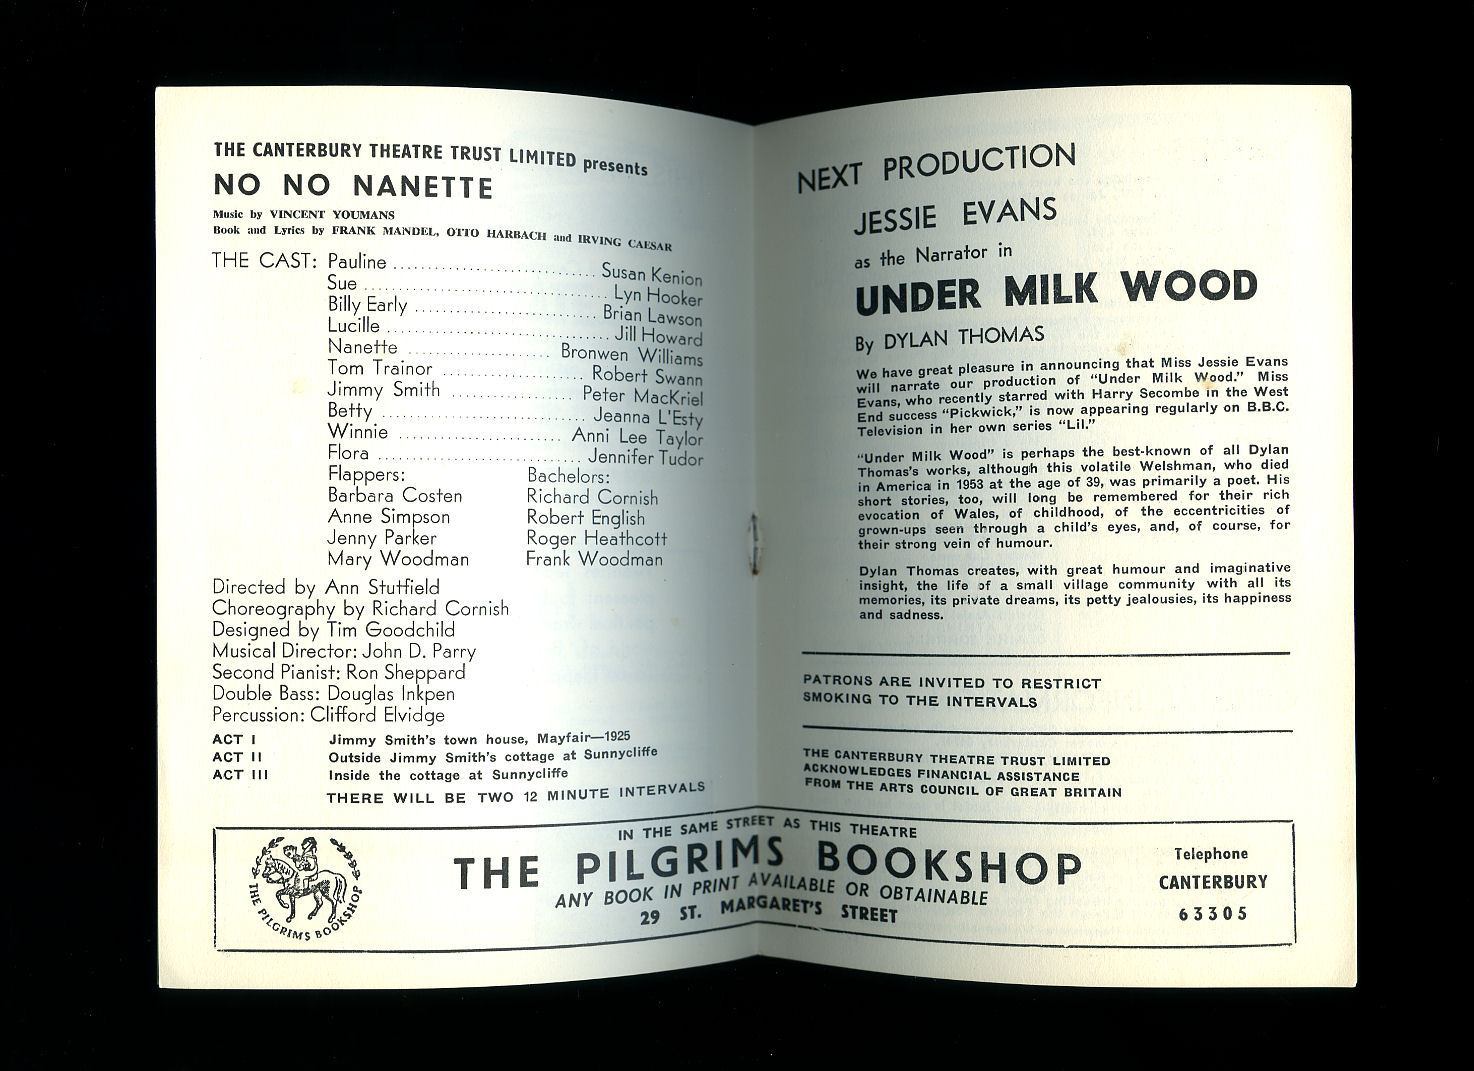 THE CANTERBURY THEATRE TRUST LIMITED presents
NO NO NANETTE
Music by VINCENT YOUMANS
Book and Lyrics by FRANK MANDEL, OTTO HARBACH and IRVING CAESAR
THE CAST: Pauline .......... Susan Kenion
Sue .......... Lyn Hooker
Billy Early .......... Brian Lawson
Lucille .......... Jill Howard
Nanette .......... Bronwen Williams
Tom Trainor .......... Robert Swann
Jimmy Smith .......... Peter MacKriel
Betty .......... Jeanna L'Esty
Winnie .......... Anni Lee Taylor
Flora .......... Jennifer Tudor
Flappers: Bachelors:
Barbara Costen Richard Cornish
Anne Simpson Robert English
Jenny Parker Roger Heathcott
Mary Woodman Frank Woodman
Directed by Ann Stutfield
Choreography by Richard Cornish
Designed by Tim Goodchild
Musical Director: John D. Parry
Second Pianist: Ron Sheppard
Double Bass: Douglas Inkpen
Percussion: Clifford Elvidge
ACT I Jimmy Smith's town house, Mayfair—1925
ACT II Outside Jimmy Smith's cottage at Sunnycliffe
ACT III Inside the cottage at Sunnycliffe
THERE WILL BE TWO 12 MINUTE INTERVALS
NEXT PRODUCTION
JESSIE EVANS
as the Narrator in
UNDER MILK WOOD
By DYLAN THOMAS
We have great pleasure in announcing that Miss Jessie Evans
will narrate our production of "Under Milk Wood." Miss
Evans, who recently starred with Harry Secombe in the West
End success "Pickwick," is now appearing regularly on B.B.C.
Television in her own series "Lil."
"Under Milk Wood" is perhaps the best-known of all Dylan
Thomas's works, although this volatile Welshman, who died
in America in 1953 at the age of 39, was primarily a poet. His
short stories, too, will long be remembered for their rich
evocation of Wales, of childhood, of the eccentricities of
grown-ups seen through a child's eyes, and, of course, for
their strong vein of humour.
Dylan Thomas creates, with great humour and imaginative
insight, the life of a small village community with all its
memories, its private dreams, its petty jealousies, its happiness
and sadness.
PATRONS ARE INVITED TO RESTRICT
SMOKING TO THE INTERVALS
THE CANTERBURY THEATRE TRUST LIMITED
ACKNOWLEDGES FINANCIAL ASSISTANCE
FROM THE ARTS COUNCIL OF GREAT BRITAIN
THE PILGRIMS BOOKSHOP
IN THE SAME STREET AS THIS THEATRE
THE PILGRIMS BOOKSHOP
ANY BOOK IN PRINT AVAILABLE OR OBTAINABLE
29 ST. MARGARET'S STREET
Telephone
CANTERBURY
63305